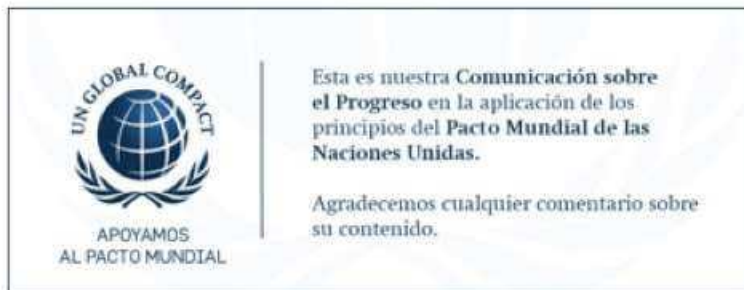 UN GLOBAL COMPACT
APOYAMOS
AL PACTO MUNDIAL
Esta es nuestra Comunicación sobre
el Progreso en la aplicación de los
principios del Pacto Mundial de las
Naciones Unidas.
Agradecemos cualquier comentario sobre
su contenido.